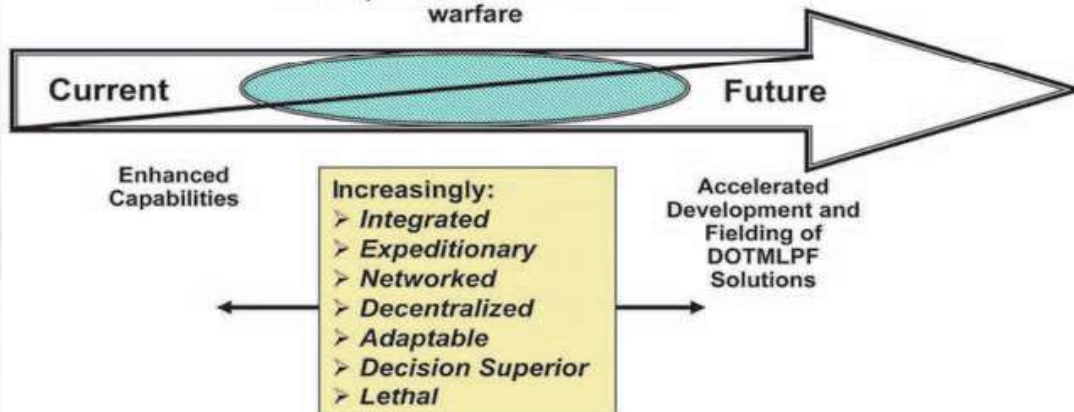 warfare
Current
Future
Enhanced
Capabilities
Increasingly:
➢ Integrated
➢ Expeditionary
➢ Networked
➢ Decentralized
➢ Adaptable
➢ Decision Superior
➢ Lethal
Accelerated
Development and
Fielding of
DOTMLPF
Solutions